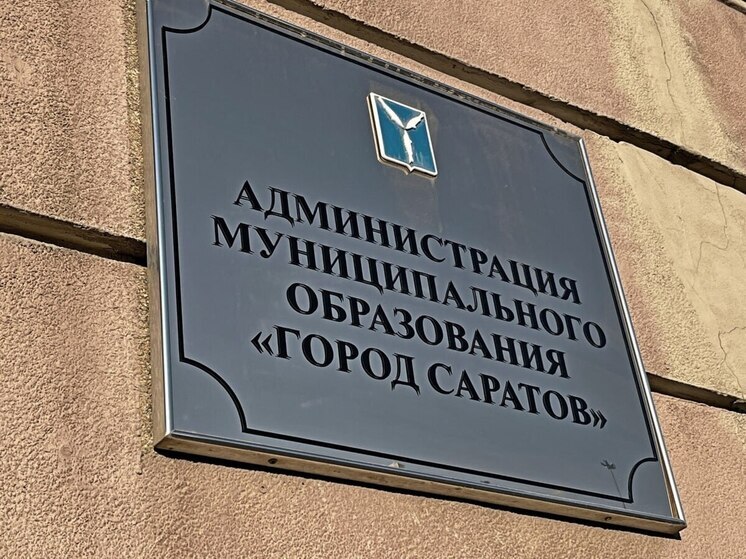 АДМИНИСТРАЦИЯ
МУНИЦИПАЛЬНОГО
ОБРАЗОВАНИЯ
«ГОРОД САРАТОВ»